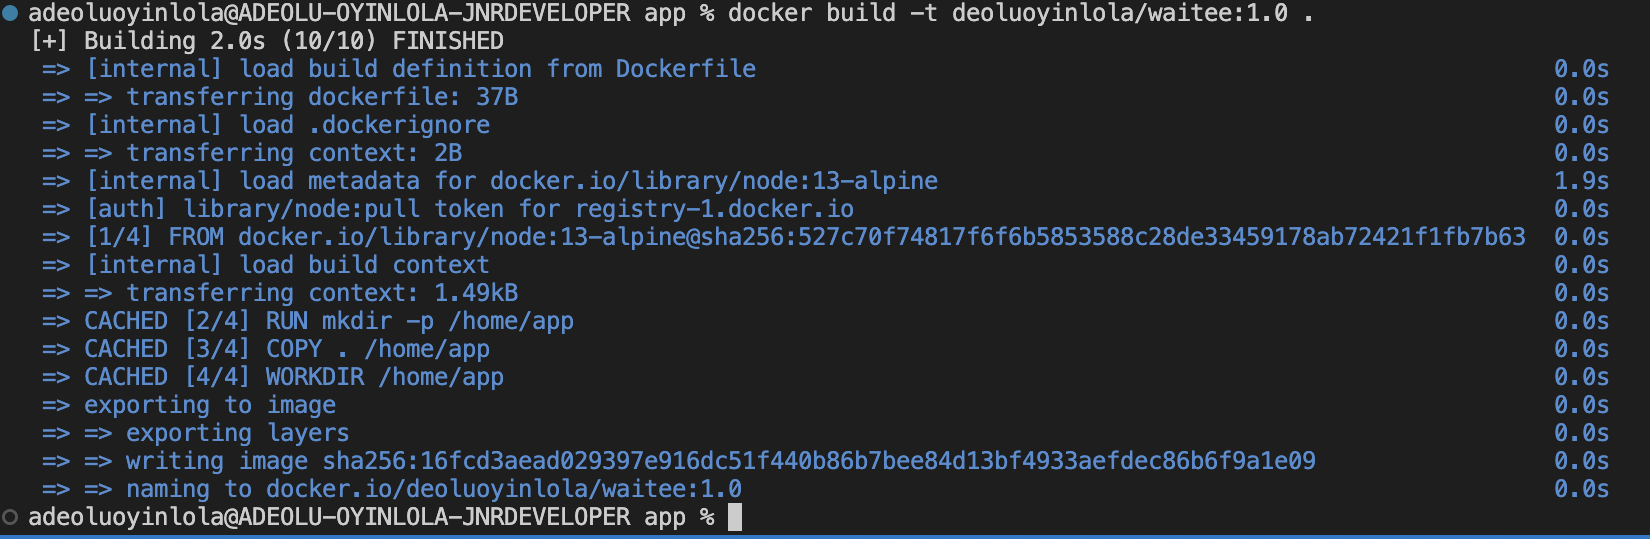 adeoluoyinlola@ADEOLU-OYINLOLA-JNRDEVELOPER app % docker build -t deoluoyinlola/waitee:1.0 .
[+] Building 2.0s (10/10) FINISHED
=> [internal] load build definition from Dockerfile 0.0s
=> => transferring dockerfile: 37B 0.0s
=> [internal] load .dockerignore 0.0s
=> => transferring context: 2B 0.0s
=> [internal] load metadata for docker.io/library/node:13-alpine 1.9s
=> [auth] library/node:pull token for registry-1.docker.io 0.0s
=> [1/4] FROM docker.io/library/node:13-alpine@sha256:527c70f74817f6f6b5853588c28de33459178ab72421f1fb7b63 0.0s
=> [internal] load build context 0.0s
=> => transferring context: 1.49kB 0.0s
=> CACHED [2/4] RUN mkdir -p /home/app 0.0s
=> CACHED [3/4] COPY . /home/app 0.0s
=> CACHED [4/4] WORKDIR /home/app 0.0s
=> exporting to image 0.0s
=> => exporting layers 0.0s
=> => writing image sha256:16fcd3aead029397e916dc51f440b86b7bee84d13bf4933aefdec86b6f9a1e09 0.0s
=> => naming to docker.io/deoluoyinlola/waitee:1.0 0.0s
adeoluoyinlola@ADEOLU-OYINLOLA-JNRDEVELOPER app %